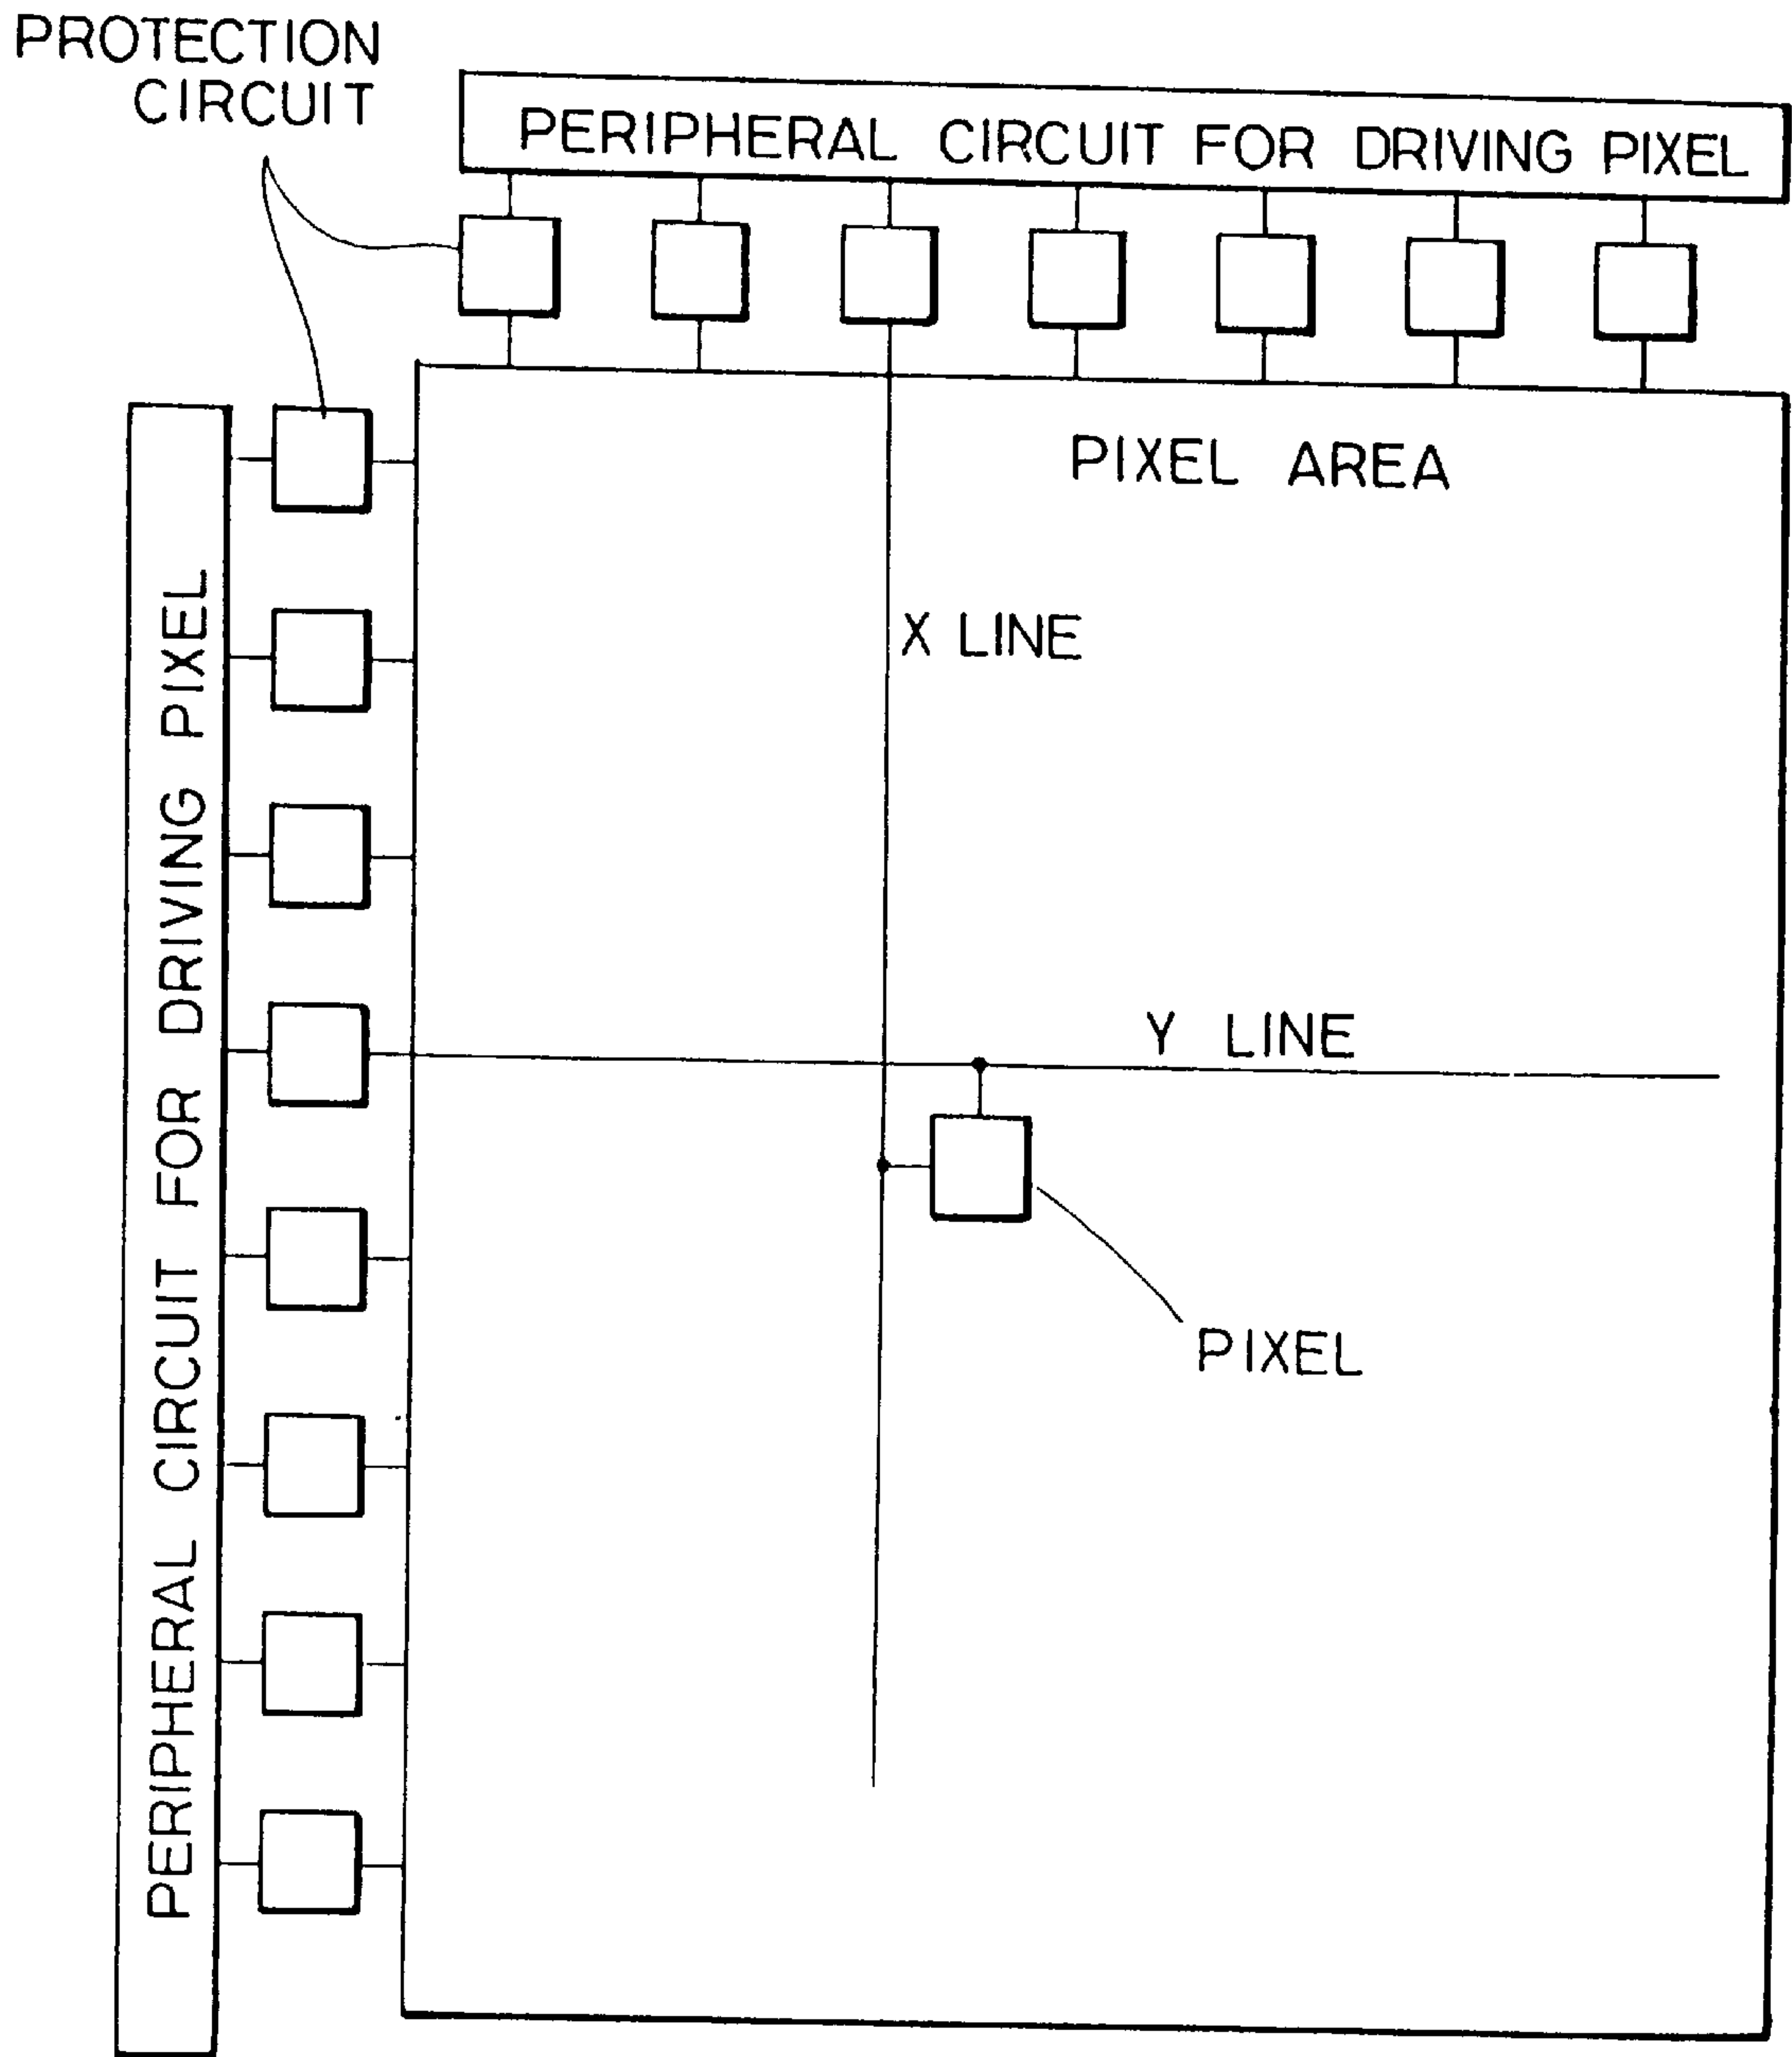 PROTECTION
CIRCUIT
PERIPHERAL CIRCUIT FOR DRIVING PIXEL
PIXEL AREA
X LINE
PERIPHERAL CIRCUIT FOR DRIVING PIXEL
Y LINE
PIXEL